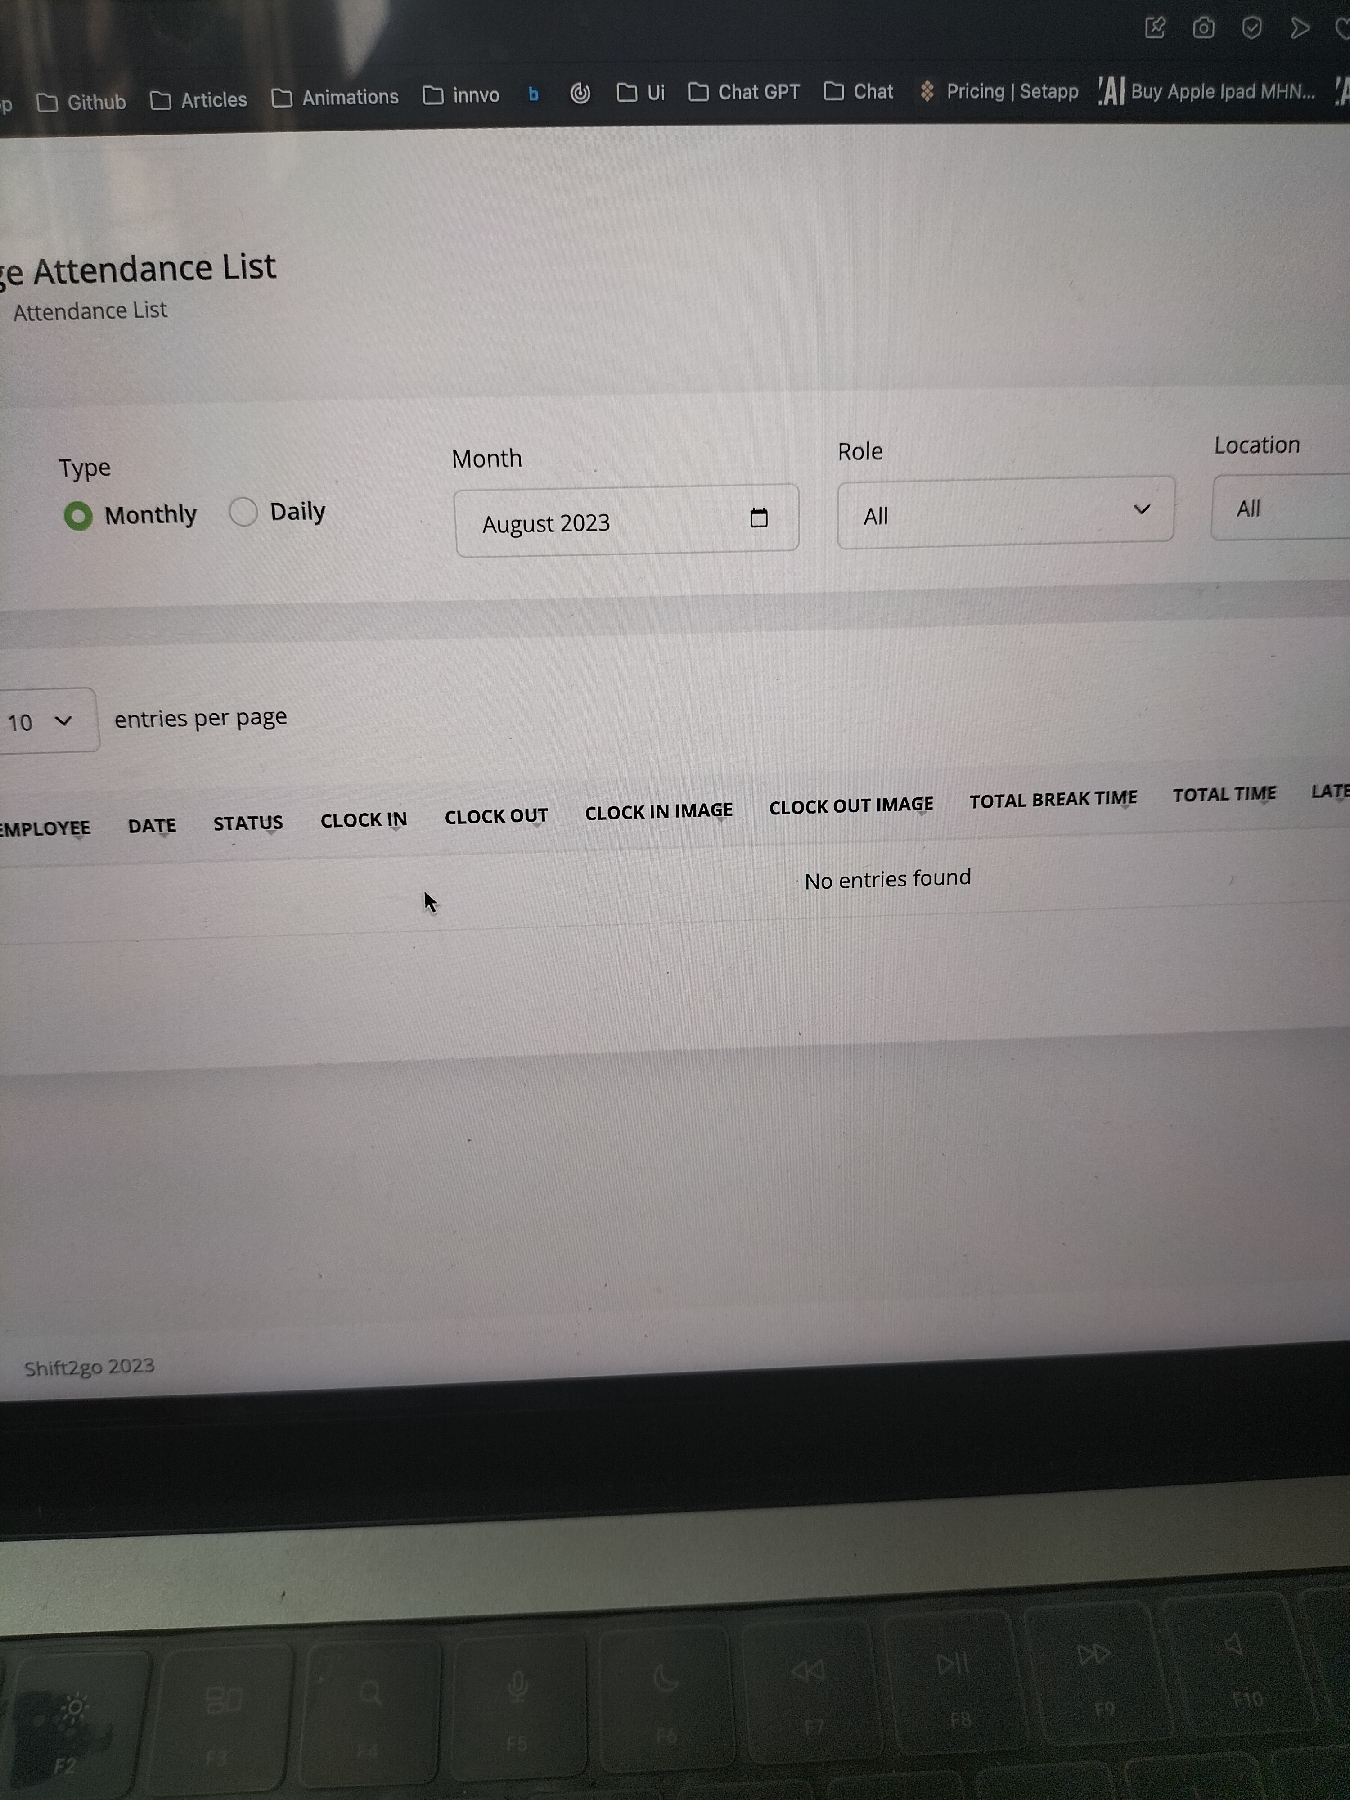 Github Articles Animations innvo b Ui Chat GPT Chat Pricing | Setapp Buy Apple Ipad MHN...
Attendance List
Attendance List
Type Month Role Location
Monthly Daily August 2023 All All
10 entries per page
EMPLOYEE DATE STATUS CLOCK IN CLOCK OUT CLOCK IN IMAGE CLOCK OUT IMAGE TOTAL BREAK TIME TOTAL TIME LATE
No entries found
Shift2go 2023
F2 F3 F4 F5 F6 F7 F8 F9 F10